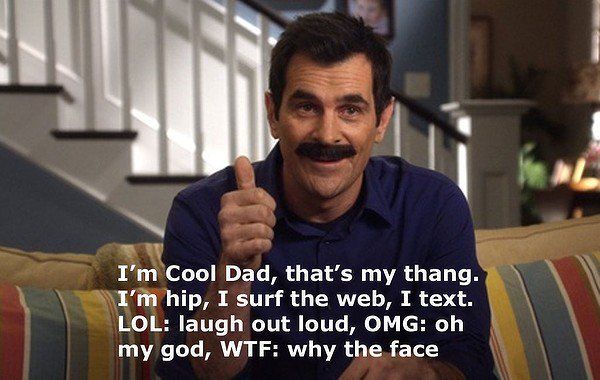 I’m Cool Dad, that’s my thang.
I’m hip, I surf the web, I text.
LOL: laugh out loud, OMG: oh
my god, WTF: why the face